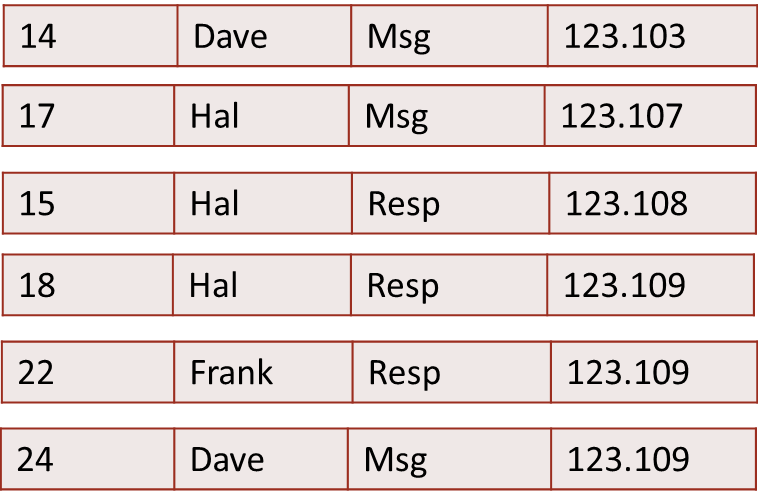 14 Dave Msg 123.103
17 Hal Msg 123.107
15 Hal Resp 123.108
18 Hal Resp 123.109
22 Frank Resp 123.109
24 Dave Msg 123.109